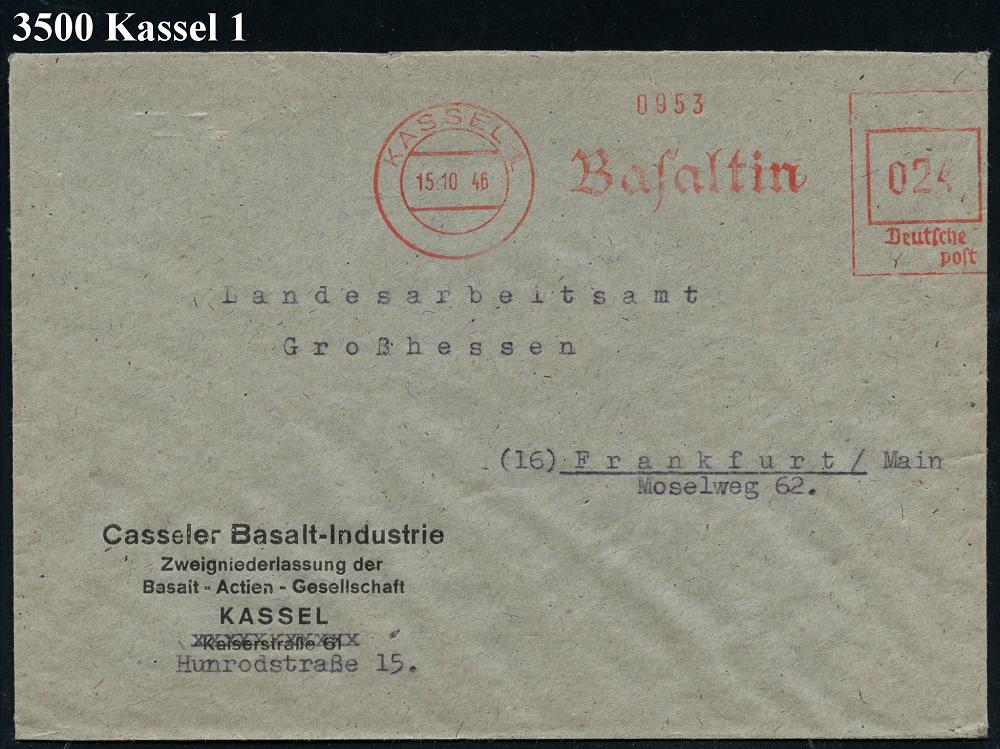 3500 Kassel 1
0953
KASSEL 1
15.10 46
Basaltin
024
Deutsche
post
Landesarbeitsamt
Großhessen
(16) Frankfurt/ Main
Moselweg 62.
Casseler Basalt-Industrie
Zweigniederlassung der
Basalt - Actien - Gesellschaft
KASSEL
Kaiserstraße 61
Hunrodstraße 15.